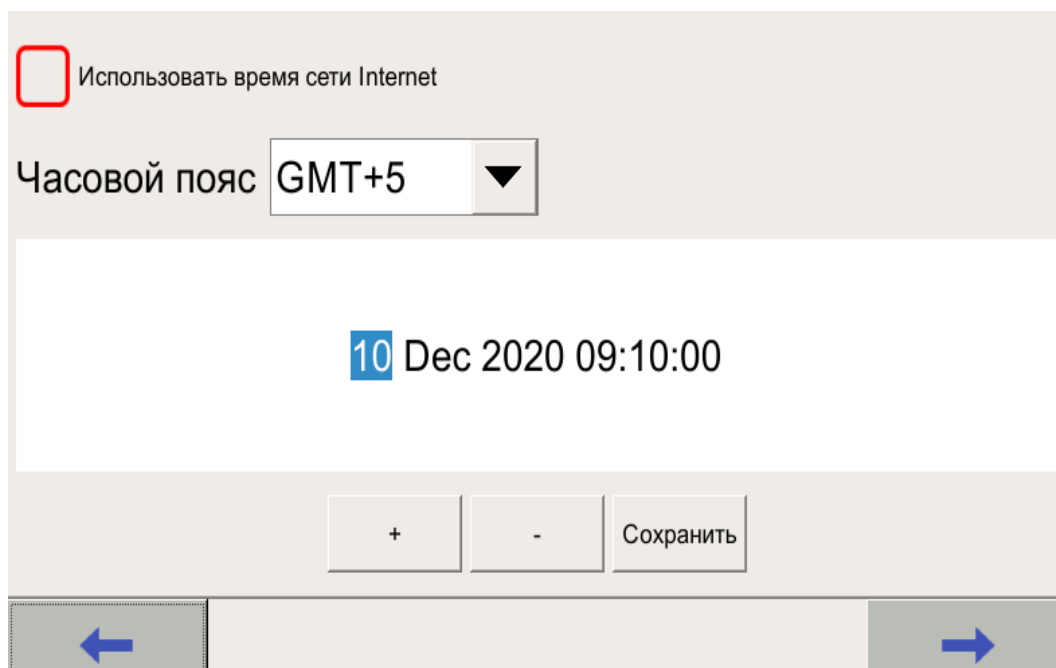 Использовать время сети Internet
Часовой пояс GMT+5
10 Dec 2020 09:10:00
+ - Сохранить